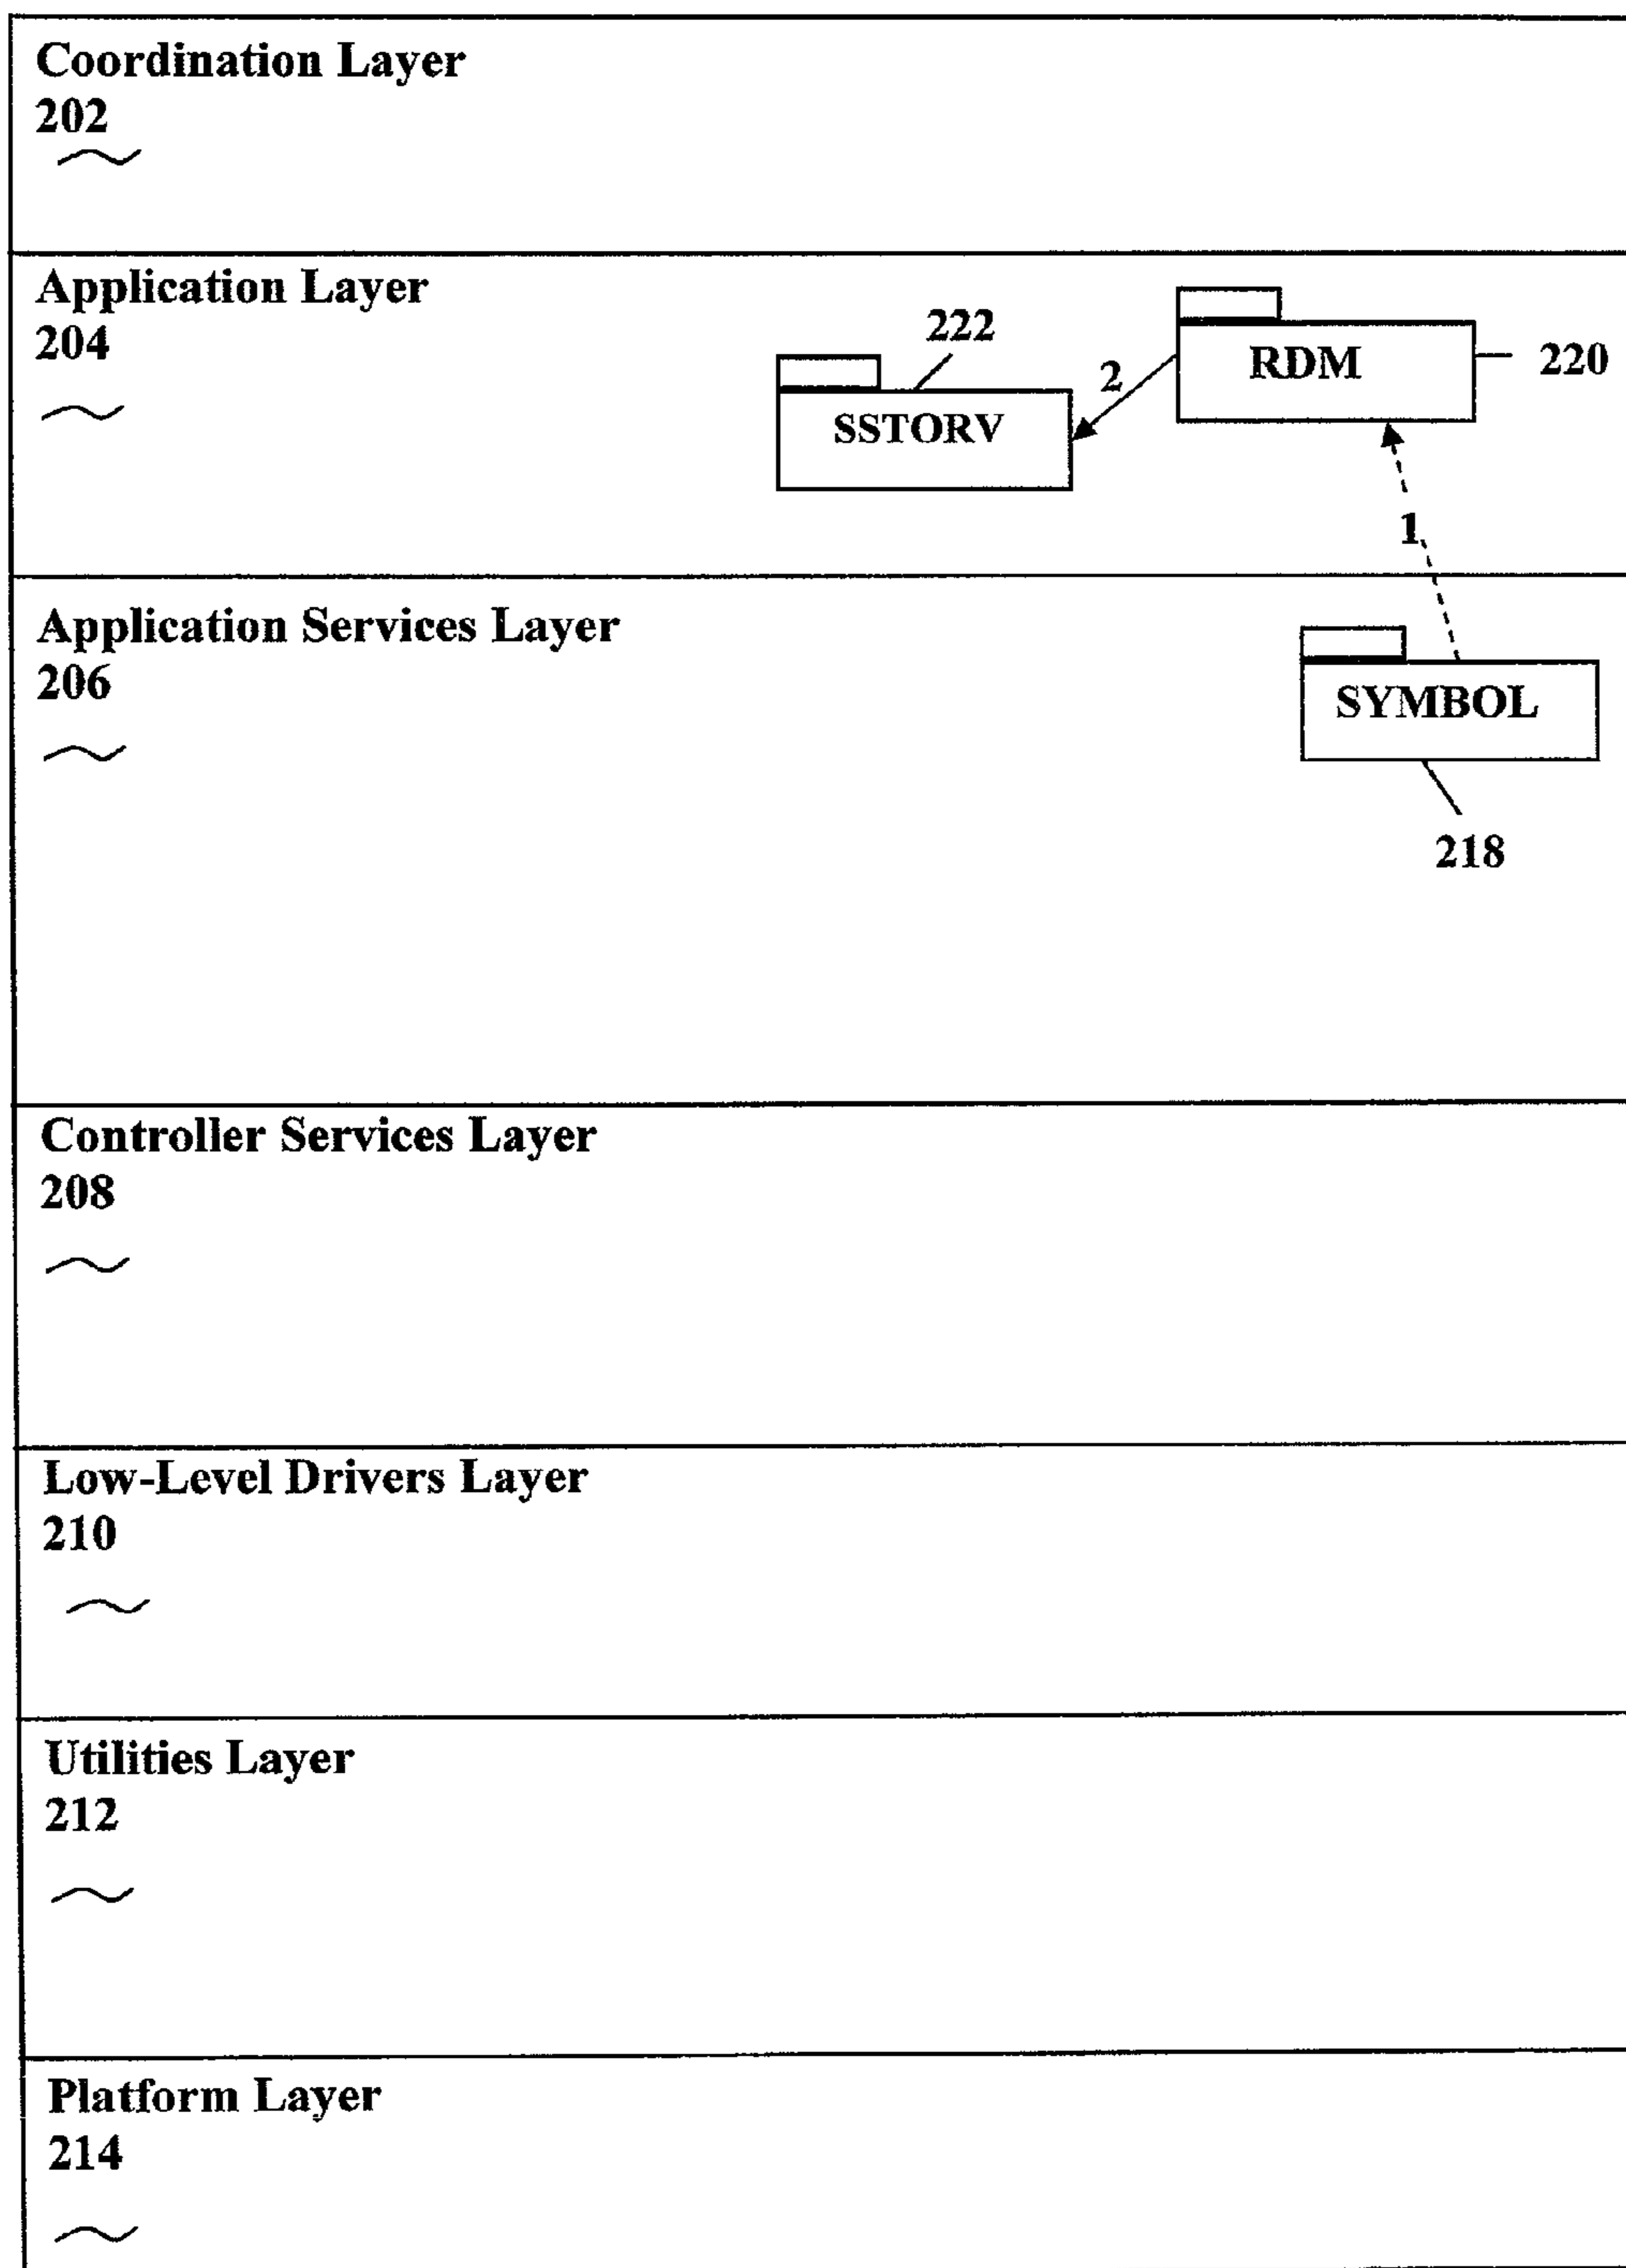 Coordination Layer
202
Application Layer
204
222
RDM
220
2
SSTORV
1
Application Services Layer
206
SYMBOL
218
Controller Services Layer
208
Low-Level Drivers Layer
210
Utilities Layer
212
Platform Layer
214